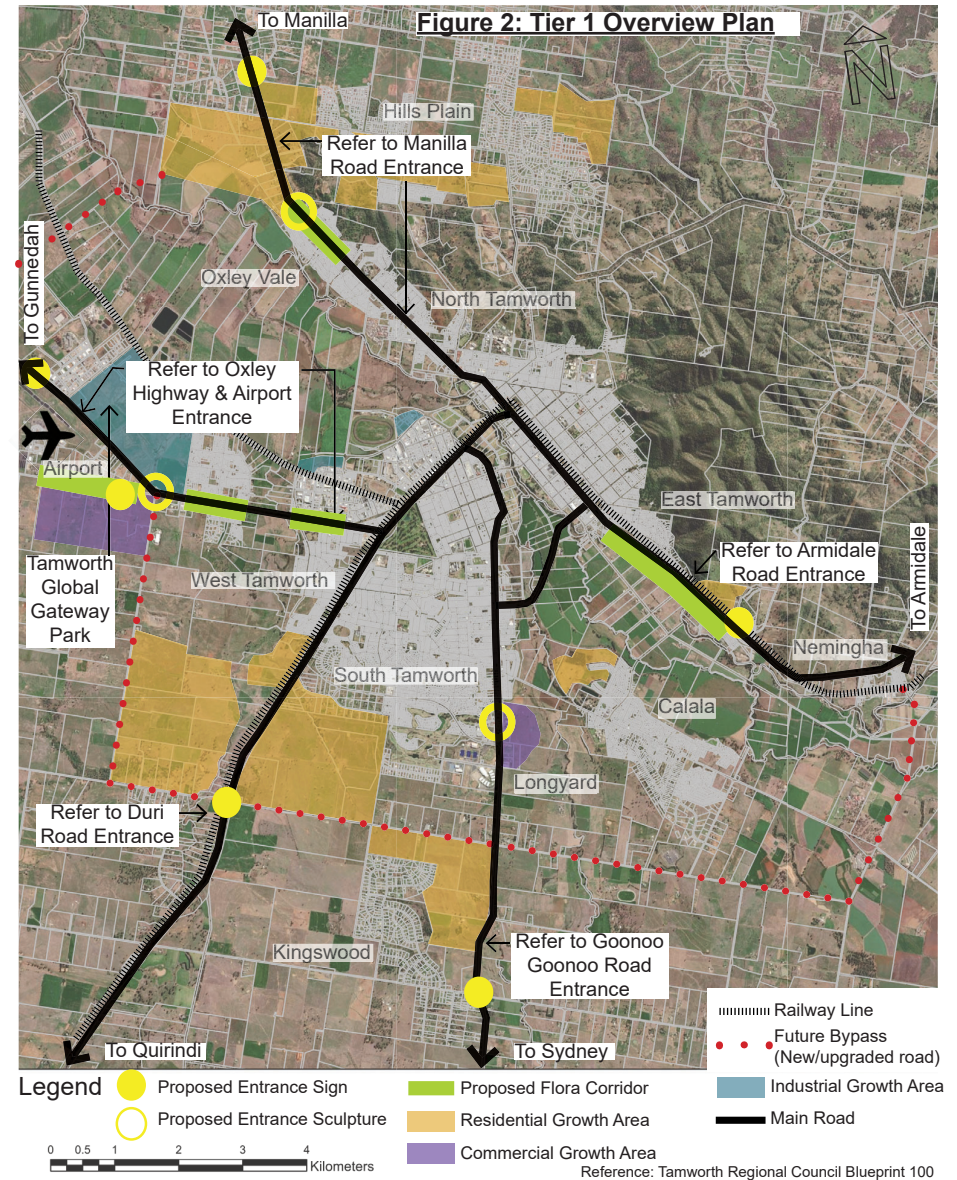 Figure 2: Tier 1 Overview Plan
To Manilla
N
Hills Plain
Refer to Manilla
Road Entrance
To Gunnedah
Oxley Vale
North Tamworth
Refer to Oxley
Highway & Airport
Entrance
Airport
East Tamworth
Tamworth
Global
Gateway
Park
West Tamworth
Refer to Armidale
Road Entrance
To Armidale
Nemingha
South Tamworth
Calala
Longyard
Refer to Duri
Road Entrance
Kingswood
Refer to Goonoo
Goonoo Road
Entrance
To Quirindi
To Sydney
Railway Line
Future Bypass
(New/upgraded road)
Industrial Growth Area
Main Road
Legend
Proposed Entrance Sign
Proposed Entrance Sculpture
Proposed Flora Corridor
Residential Growth Area
Commercial Growth Area
0 0.5 1 2 3 4
Kilometers
Reference: Tamworth Regional Council Blueprint 100